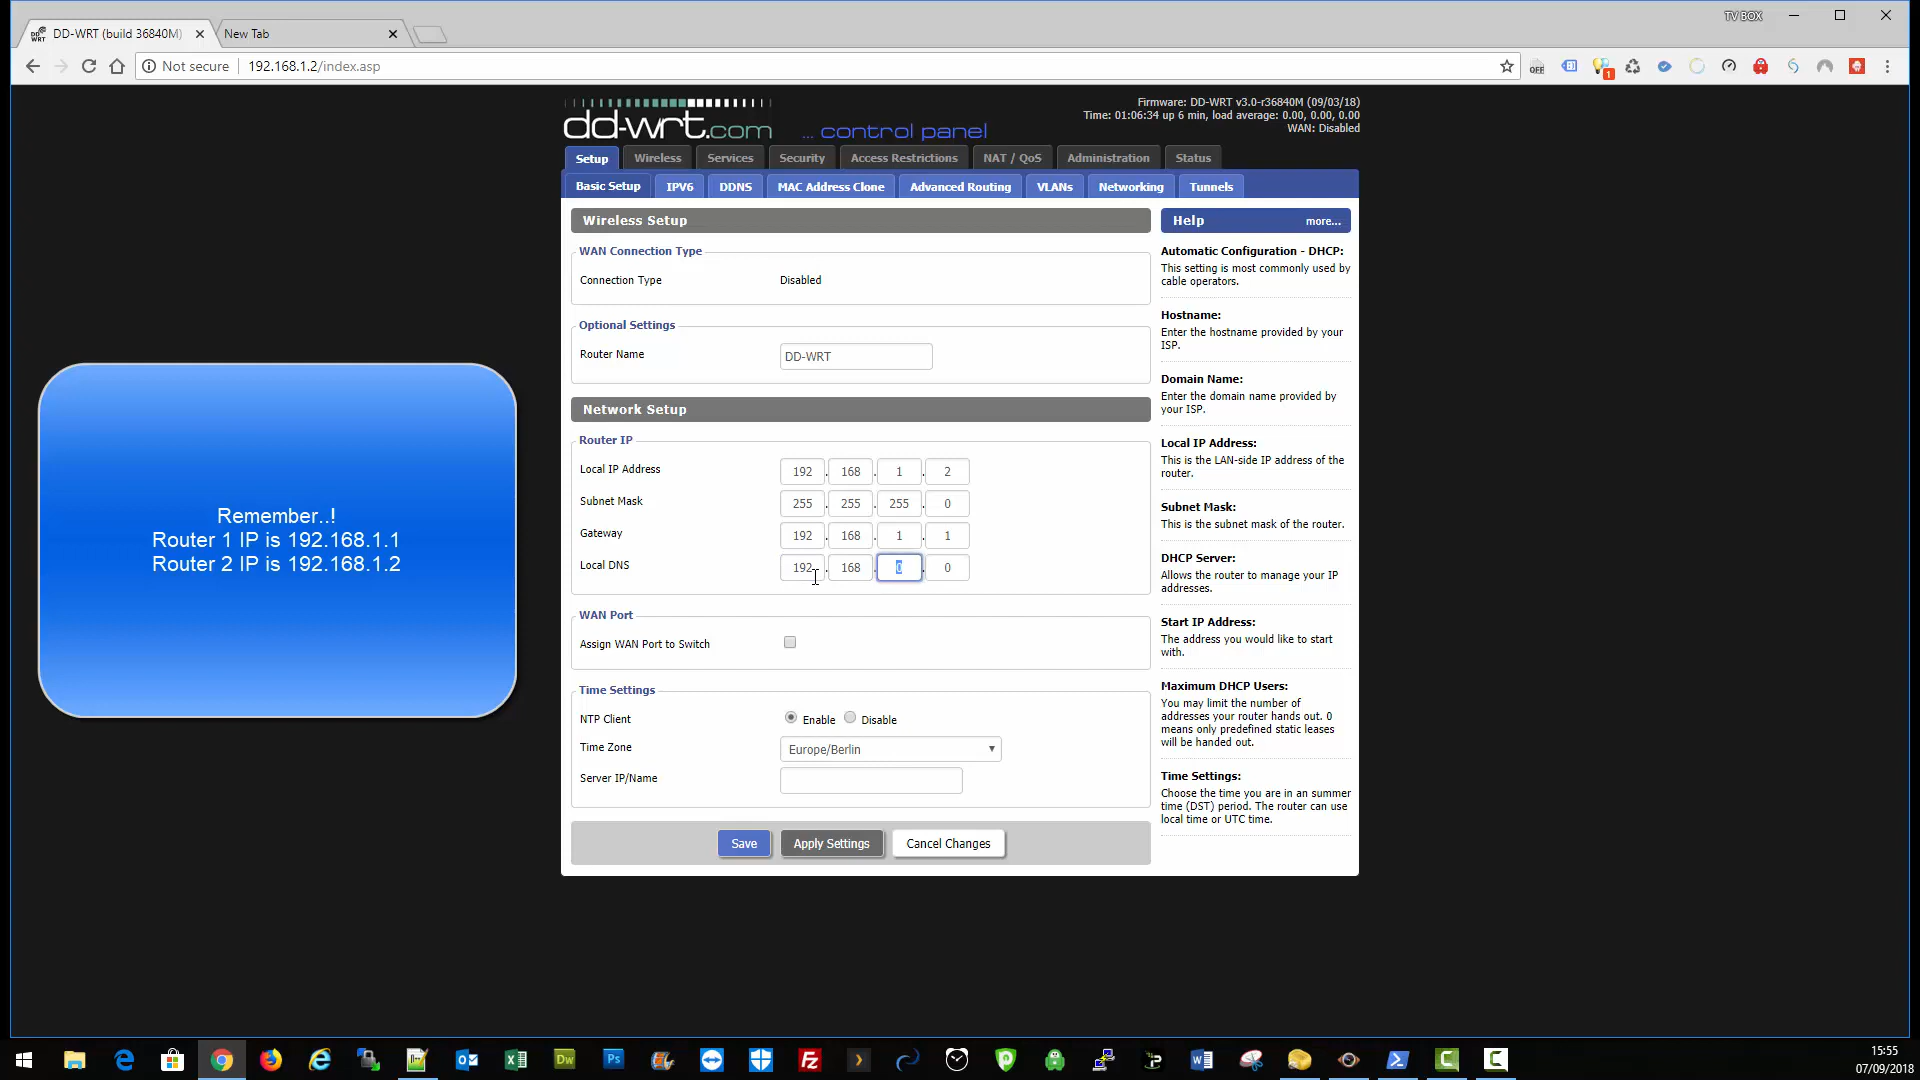 TV BOX
DD-WRT (build 36840M)
New Tab
Not secure
192.168.1.2/index.asp
OFF
1
dd-wrt.com
... control panel
Firmware: DD-WRT v3.0-r36840M (09/03/18)
Time: 01:06:34 up 6 min, load average: 0.00, 0.00, 0.00
WAN: Disabled
Setup
Wireless
Services
Security
Access Restrictions
NAT / QoS
Administration
Status
Basic Setup
IPV6
DDNS
MAC Address Clone
Advanced Routing
VLANs
Networking
Tunnels
Wireless Setup
WAN Connection Type
Connection Type Disabled
Optional Settings
Router Name DD-WRT
Network Setup
Router IP
Local IP Address 192 . 168 . 1 . 2
Subnet Mask 255 . 255 . 255 . 0
Gateway 192 . 168 . 1 . 1
Local DNS 192 . 168 . 0 . 0
WAN Port
Assign WAN Port to Switch
Time Settings
NTP Client Enable Disable
Time Zone Europe/Berlin
Server IP/Name
Save
Apply Settings
Cancel Changes
Help
more...
Automatic Configuration - DHCP:
This setting is most commonly used by
cable operators.
Hostname:
Enter the hostname provided by your
ISP.
Domain Name:
Enter the domain name provided by
your ISP.
Local IP Address:
This is the LAN-side IP address of the
router.
Subnet Mask:
This is the subnet mask of the router.
DHCP Server:
Allows the router to manage your IP
addresses.
Start IP Address:
The address you would like to start
with.
Maximum DHCP Users:
You may limit the number of
addresses your router hands out. 0
means only predefined static leases
will be handed out.
Time Settings:
Choose the time you are in an summer
time (DST) period. The router can use
local time or UTC time.
Remember..!
Router 1 IP is 192.168.1.1
Router 2 IP is 192.168.1.2
Dw
Ps
Fz
15:55
07/09/2018